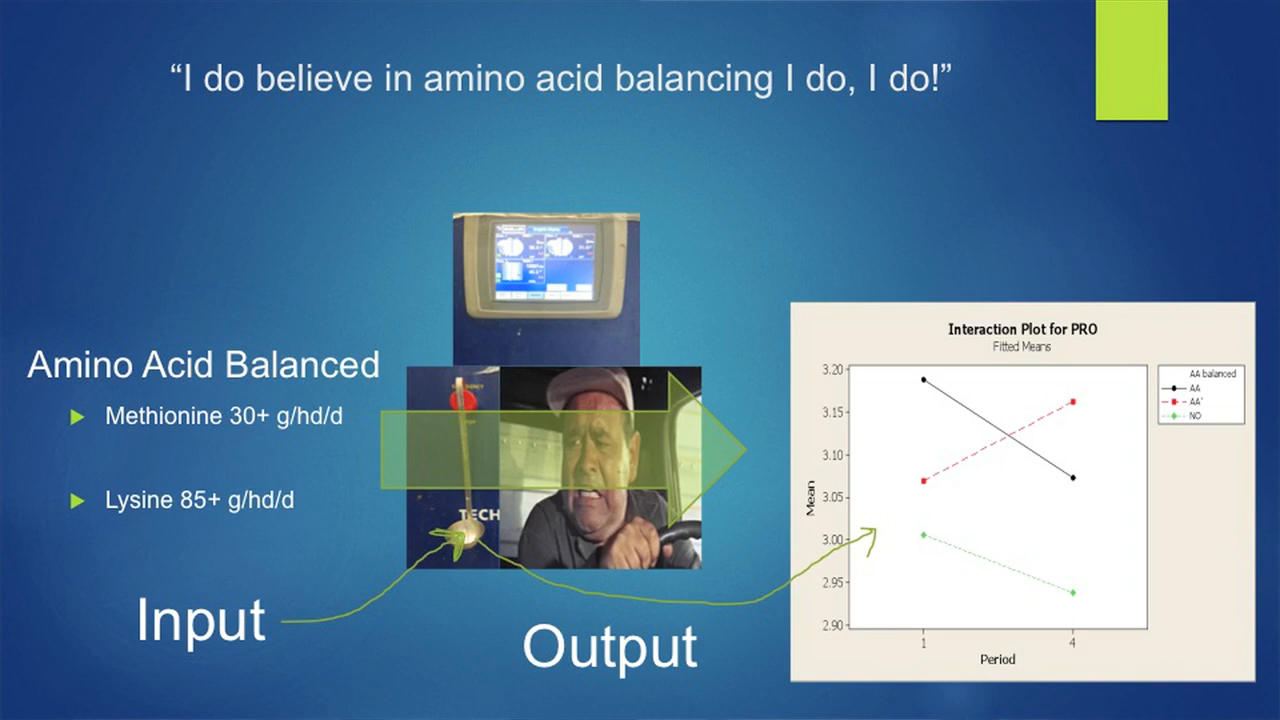 “I do believe in amino acid balancing I do, I do!”
Amino Acid Balanced
Methionine 30+ g/hd/d
Lysine 85+ g/hd/d
Input
Output
TECH
Interaction Plot for PRO
Fitted Means
3.20
3.15
3.10
3.05
3.00
2.95
2.90
Mean
1
4
Period
AA balanced
AA
AA'
NO